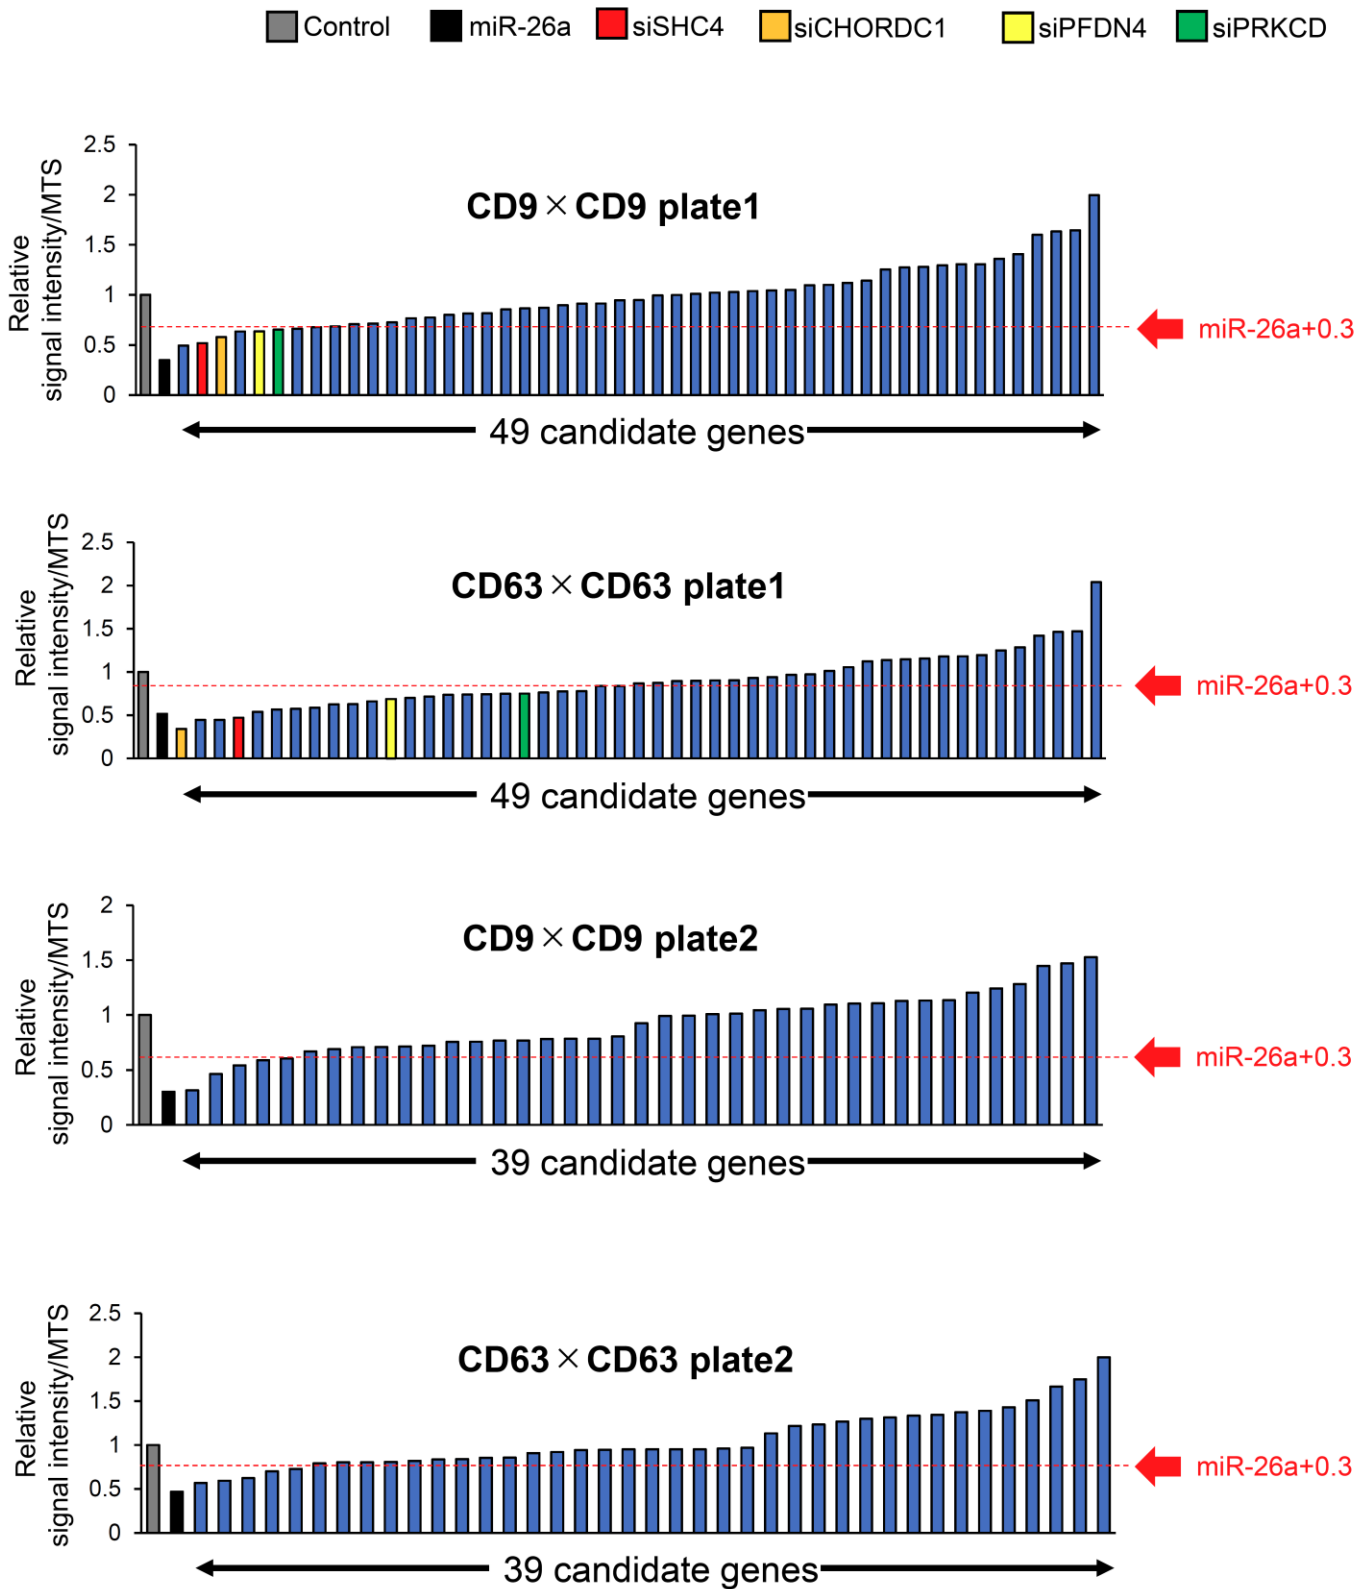 Control miR-26a siSHC4 siCHORDC1 siPFDN4 siPRKCD
Relative
signal intensity/MTS
2.5
2
1.5
1
0.5
0
CD9×CD9 plate1
miR-26a+0.3
49 candidate genes
Relative
signal intensity/MTS
2.5
2
1.5
1
0.5
0
CD63×CD63 plate1
miR-26a+0.3
49 candidate genes
Relative
signal intensity/MTS
2
1.5
1
0.5
0
CD9×CD9 plate2
miR-26a+0.3
39 candidate genes
Relative
signal intensity/MTS
2.5
2
1.5
1
0.5
0
CD63×CD63 plate2
miR-26a+0.3
39 candidate genes